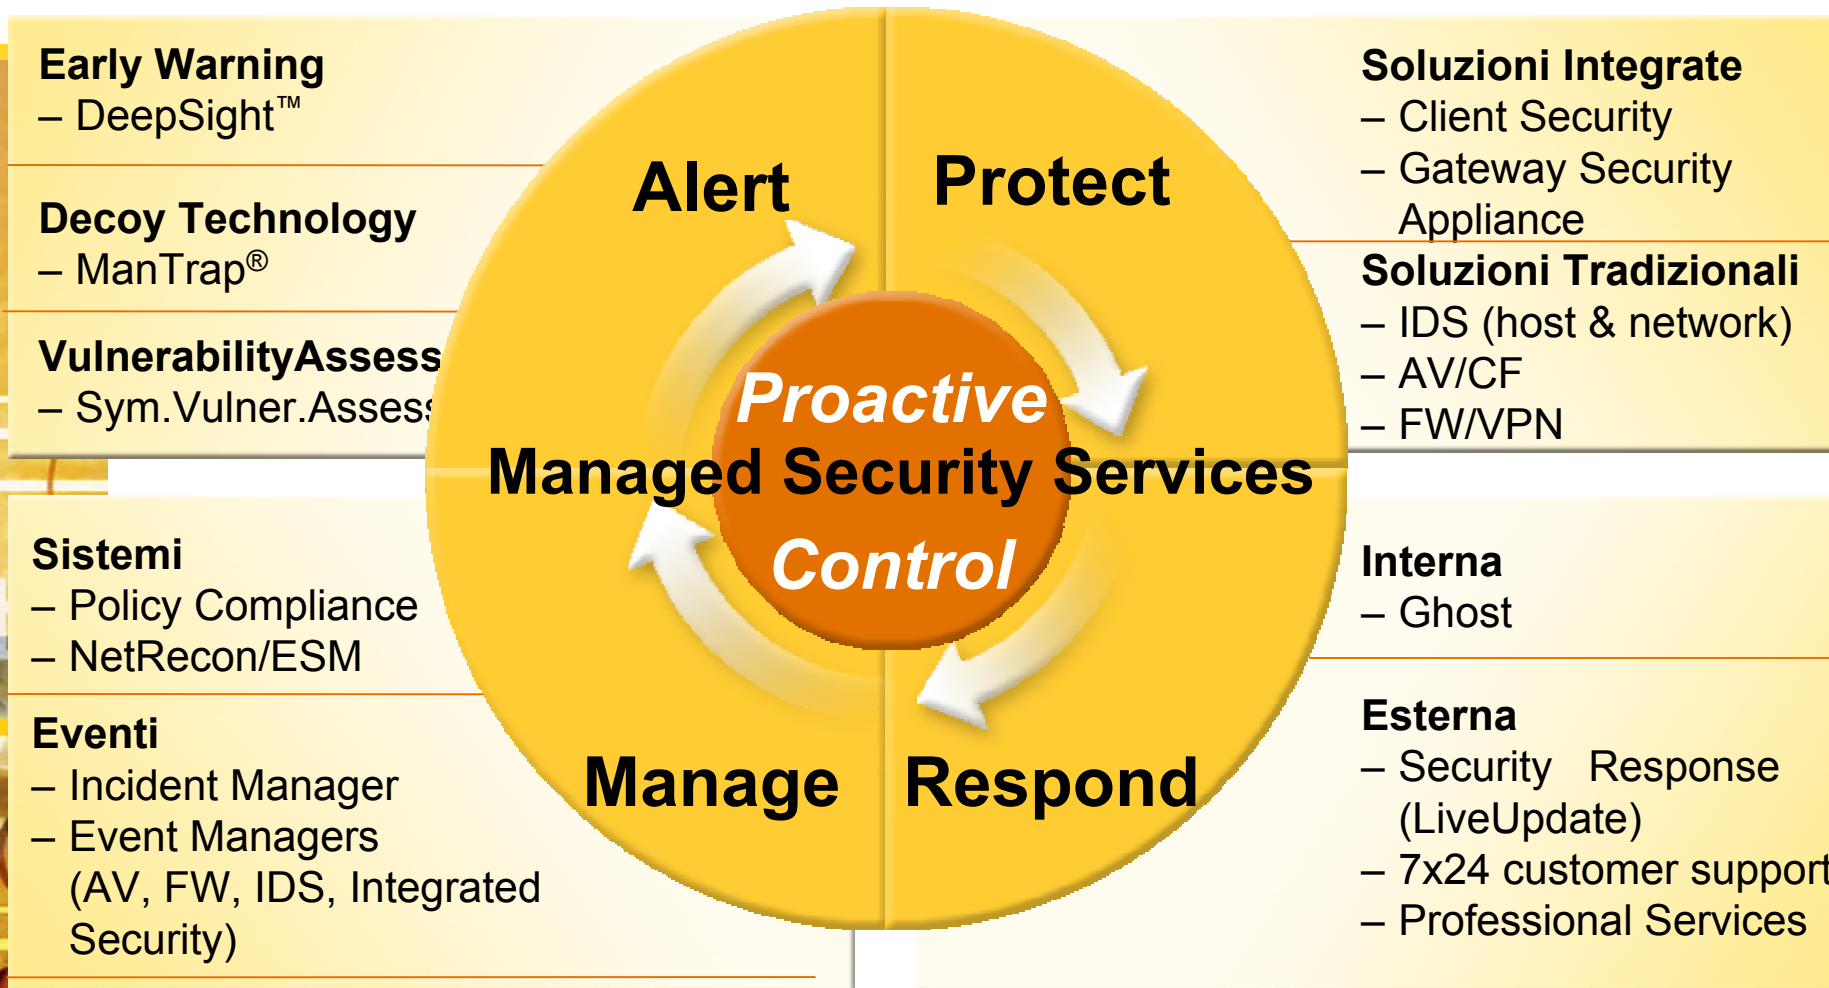 Early Warning
– DeepSight™
Decoy Technology
– ManTrap®
VulnerabilityAssess
– Sym.Vulner.Assess
Alert
Protect
Soluzioni Integrate
– Client Security
– Gateway Security
Appliance
Soluzioni Tradizionali
– IDS (host & network)
– AV/CF
– FW/VPN
Proactive
Managed Security Services
Control
Sistemi
– Policy Compliance
– NetRecon/ESM
Eventi
– Incident Manager
– Event Managers
(AV, FW, IDS, Integrated
Security)
Manage
Respond
Interna
– Ghost
Esterna
– Security Response
(LiveUpdate)
– 7x24 customer support
– Professional Services